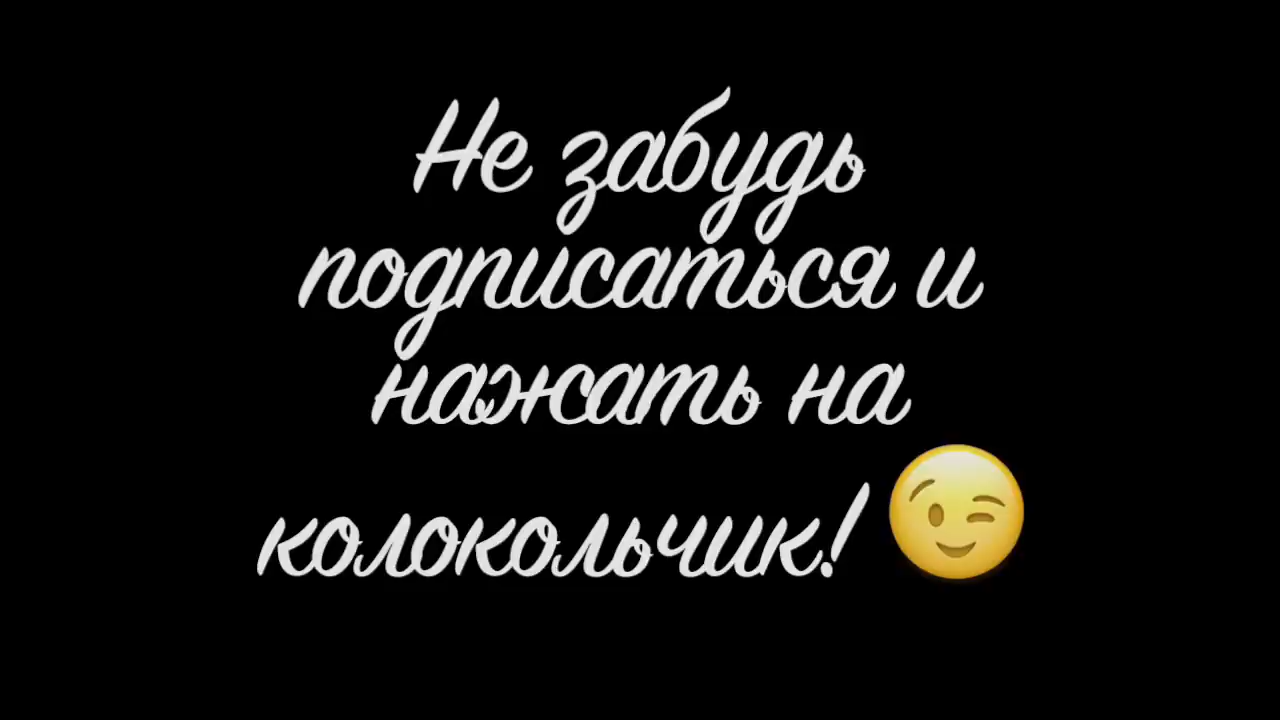 Не забудь
подписаться и
нажать на
колокольчик! 😉